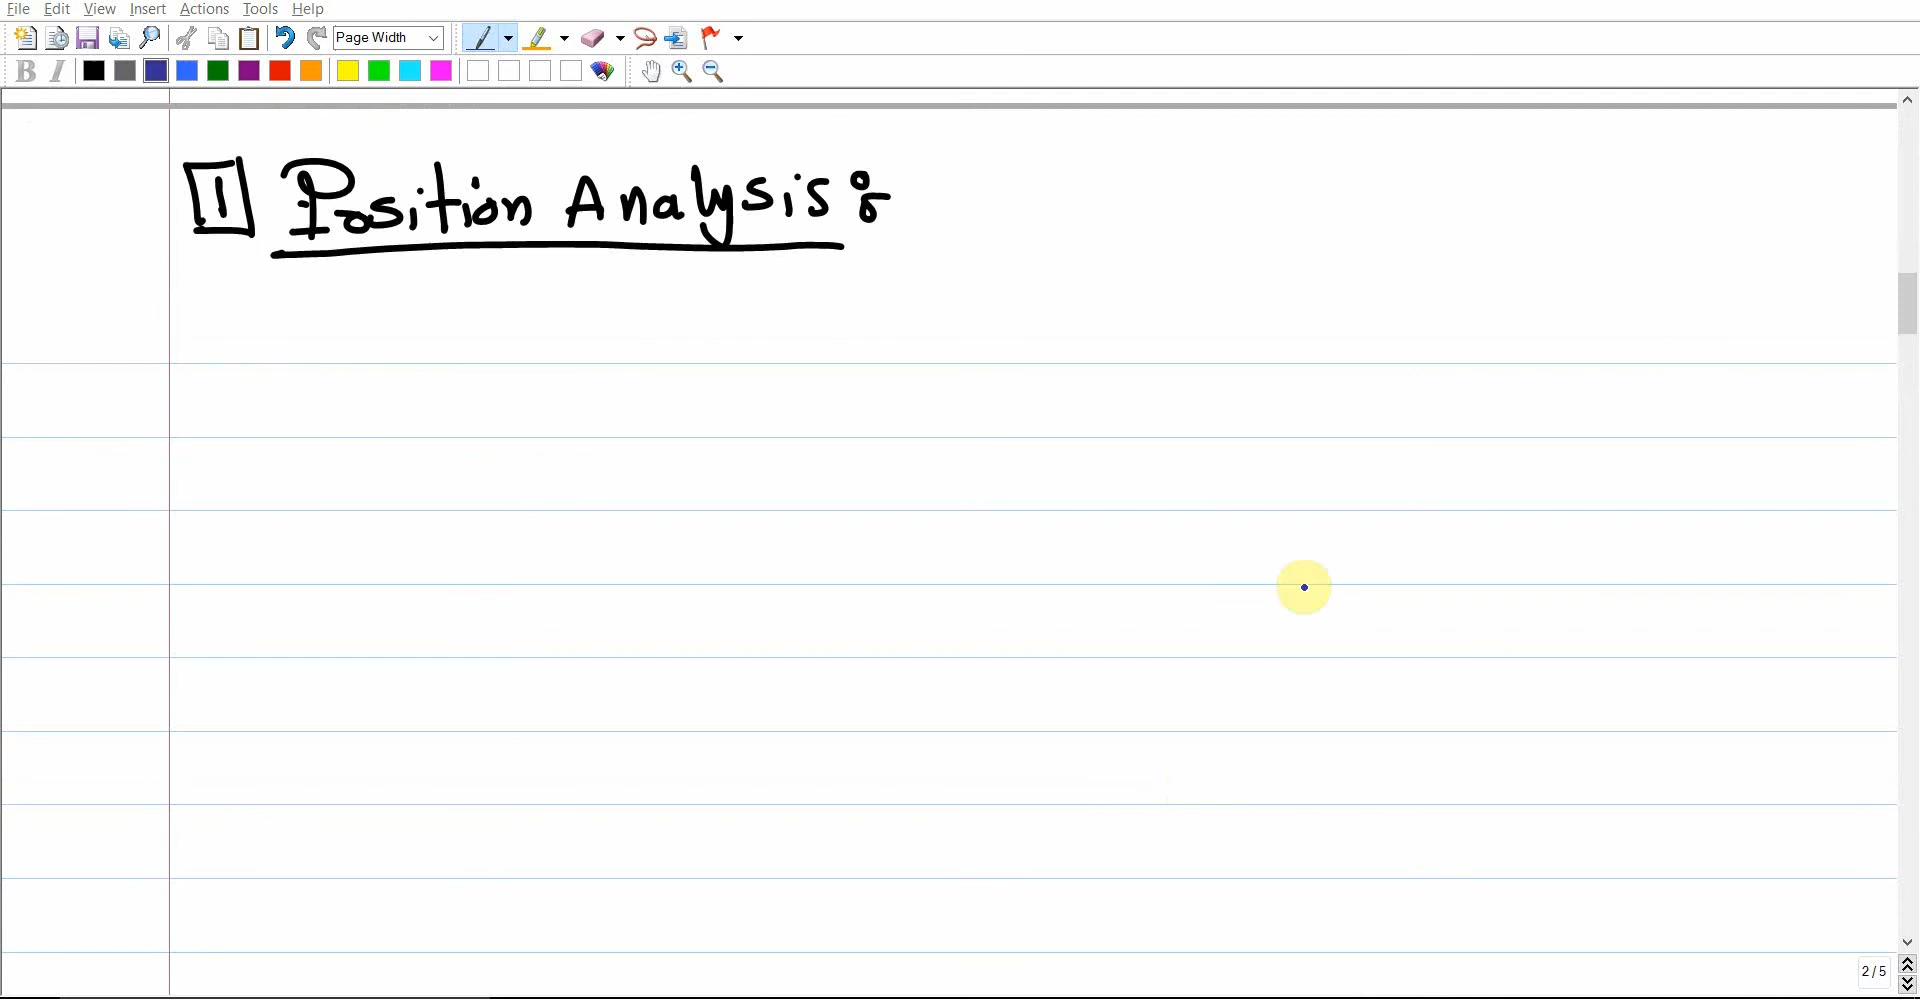 File Edit View Insert Actions Tools Help
Page Width
B I
1 Position Analysis :
2 / 5